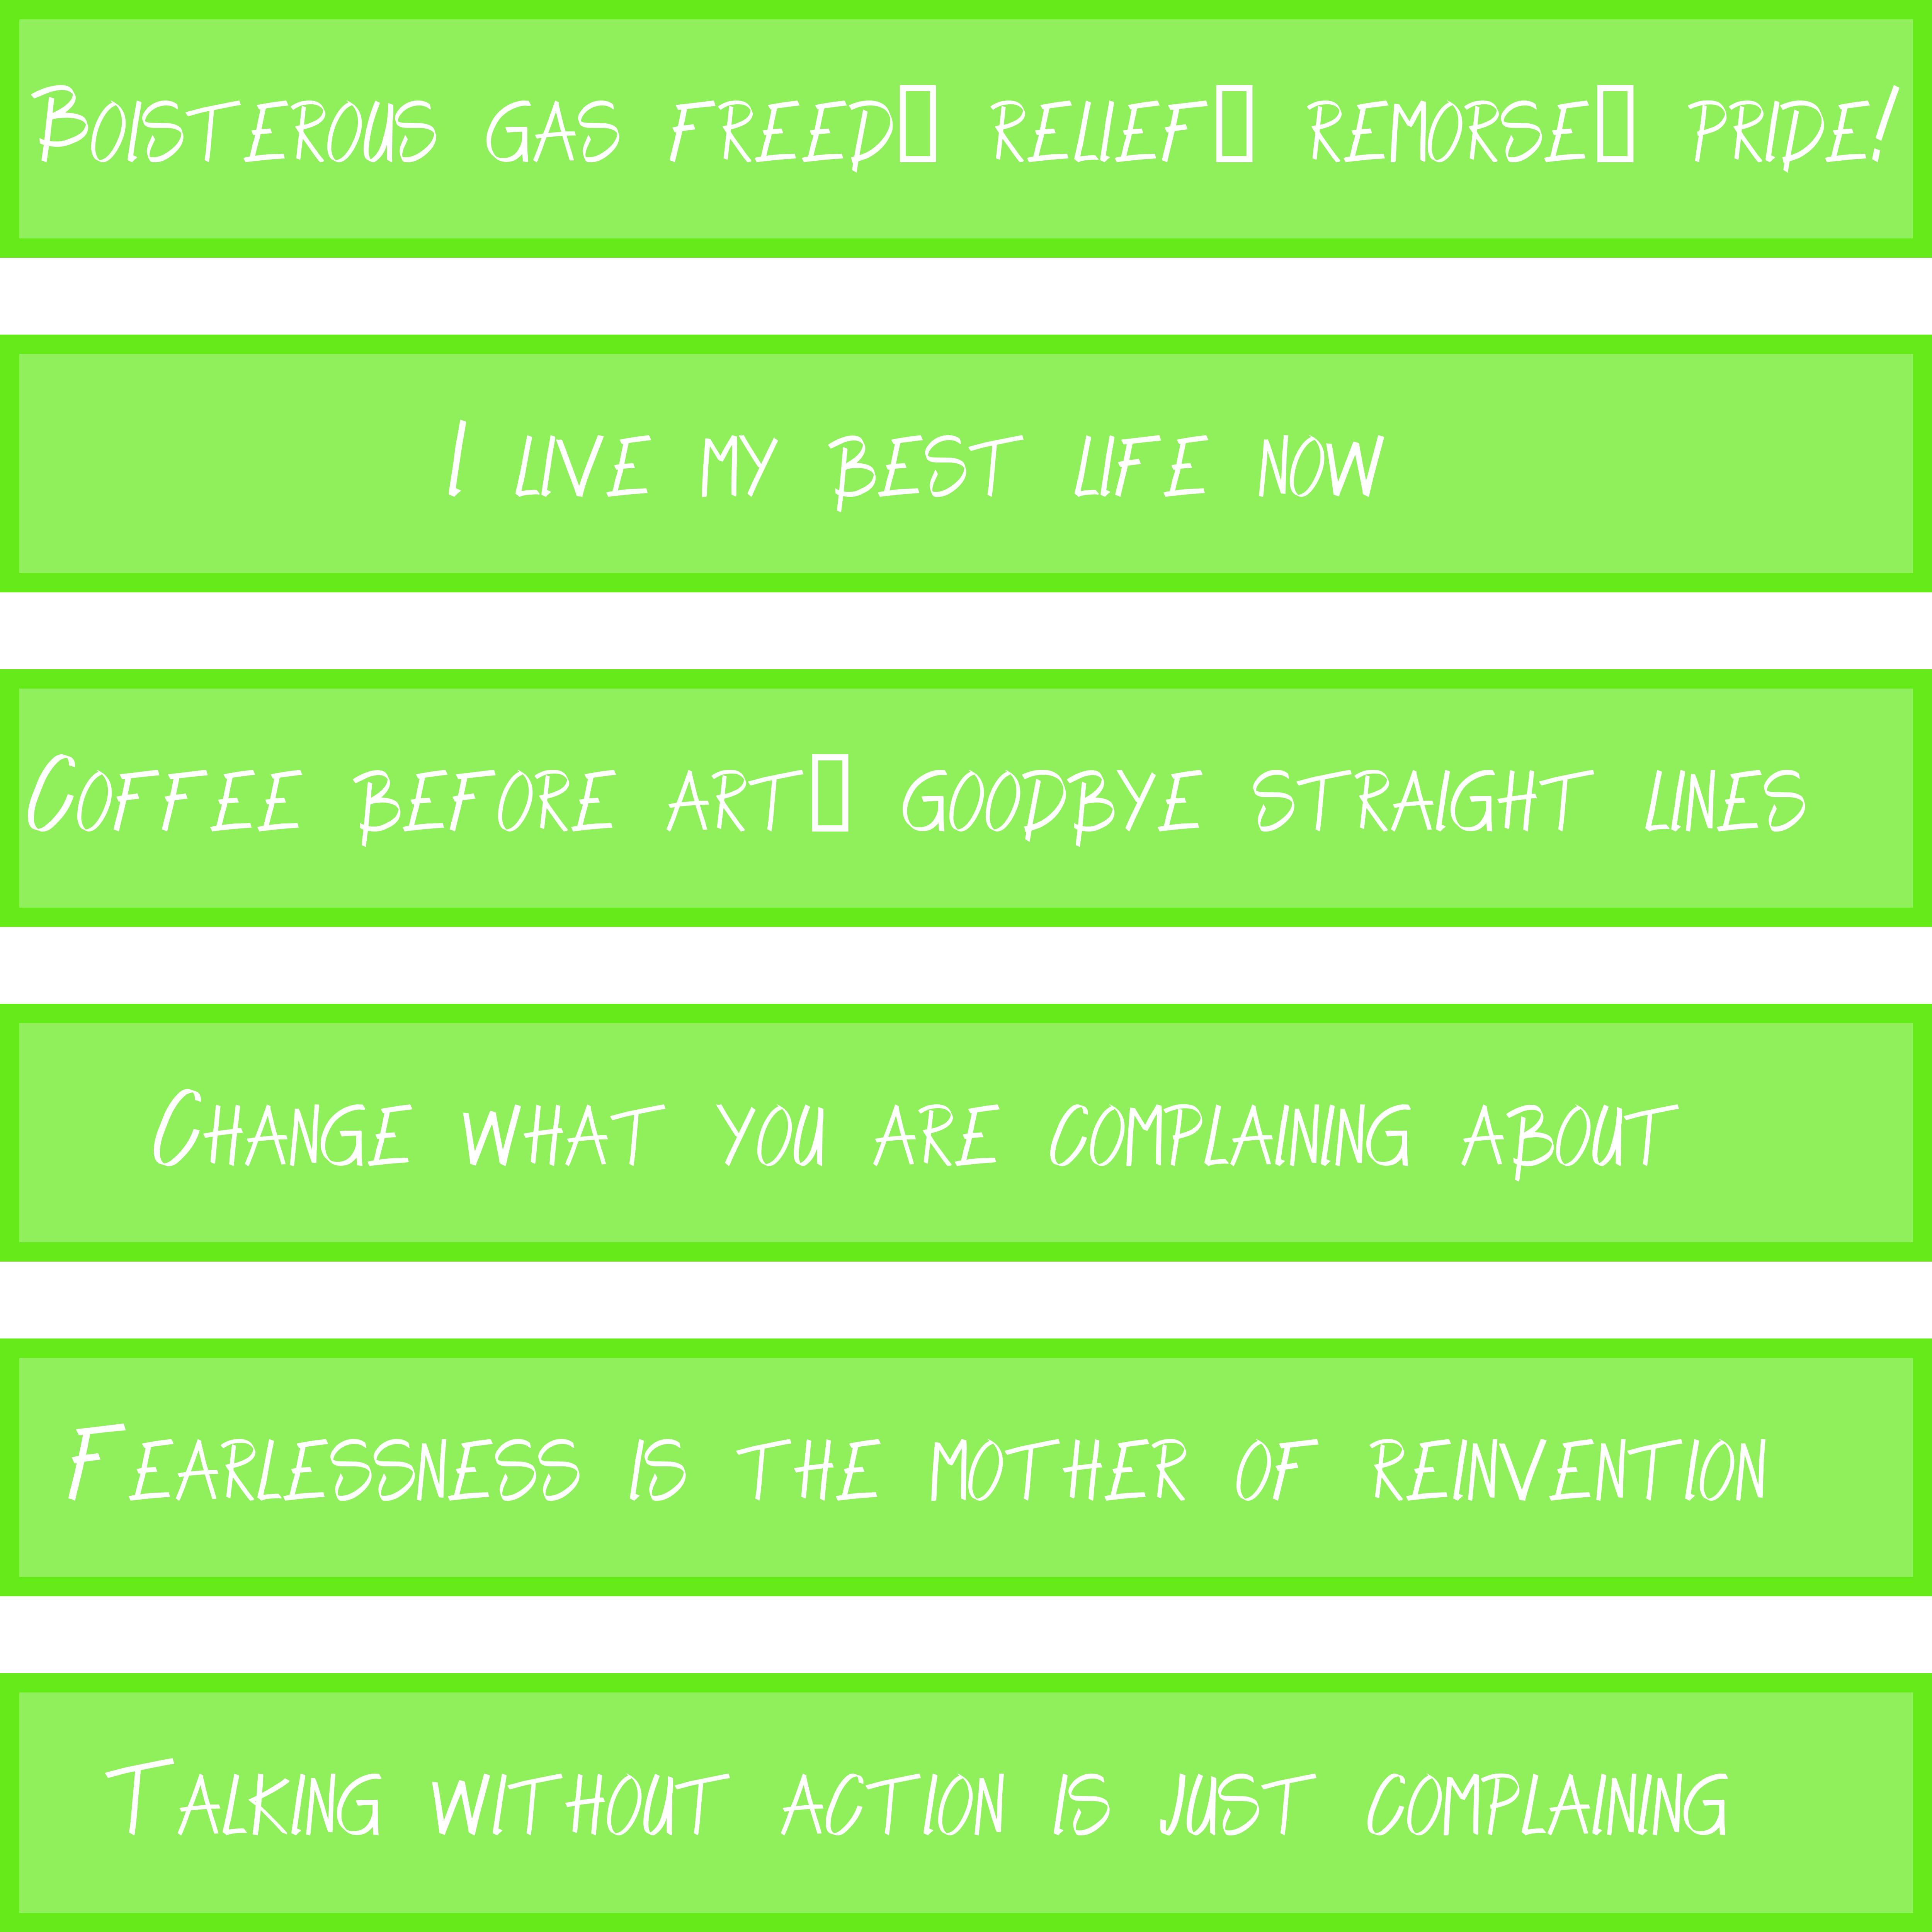 Boisterous gas freed▯ relief▯ remorse▯ pride!
I live my best life now
Coffee before art▯ goodbye straight lines
Change what you are complaining about
Fearlessness is the mother of reinvention
Talking without action is just complaining